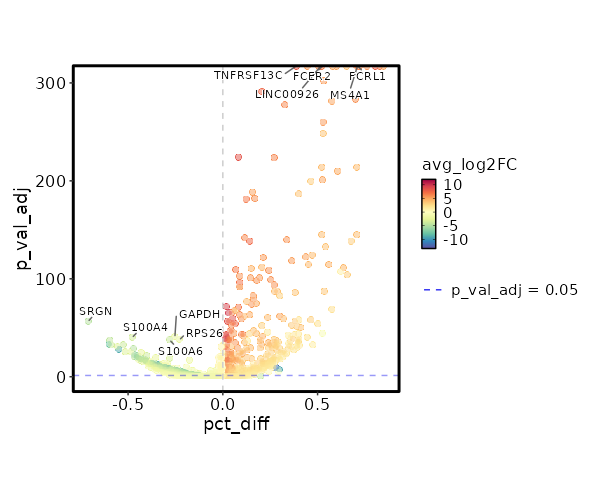 300
TNFRSF13C
FCER2
FCRL1
LINC00926
MS4A1
200
100
0
p_val_adj
SRGN
S100A4
GAPDH
RPS26
S100A6
-0.5
0.0
0.5
pct_diff
avg_log2FC
10
5
0
-5
-10
p_val_adj = 0.05